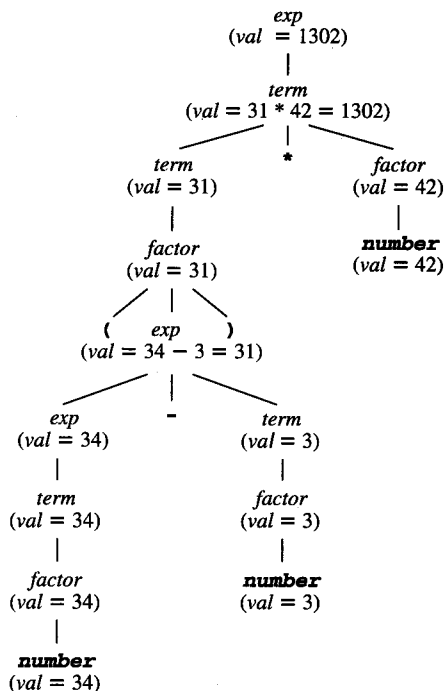 exp
(val = 1302)
term
(val = 31 * 42 = 1302)
term * factor
(val = 31) (val = 42)
factor number
(val = 31) (val = 42)
( exp )
(val = 34 − 3 = 31)
exp - term
(val = 34) (val = 3)
term factor
(val = 34) (val = 3)
factor number
(val = 34) (val = 3)
number
(val = 34)